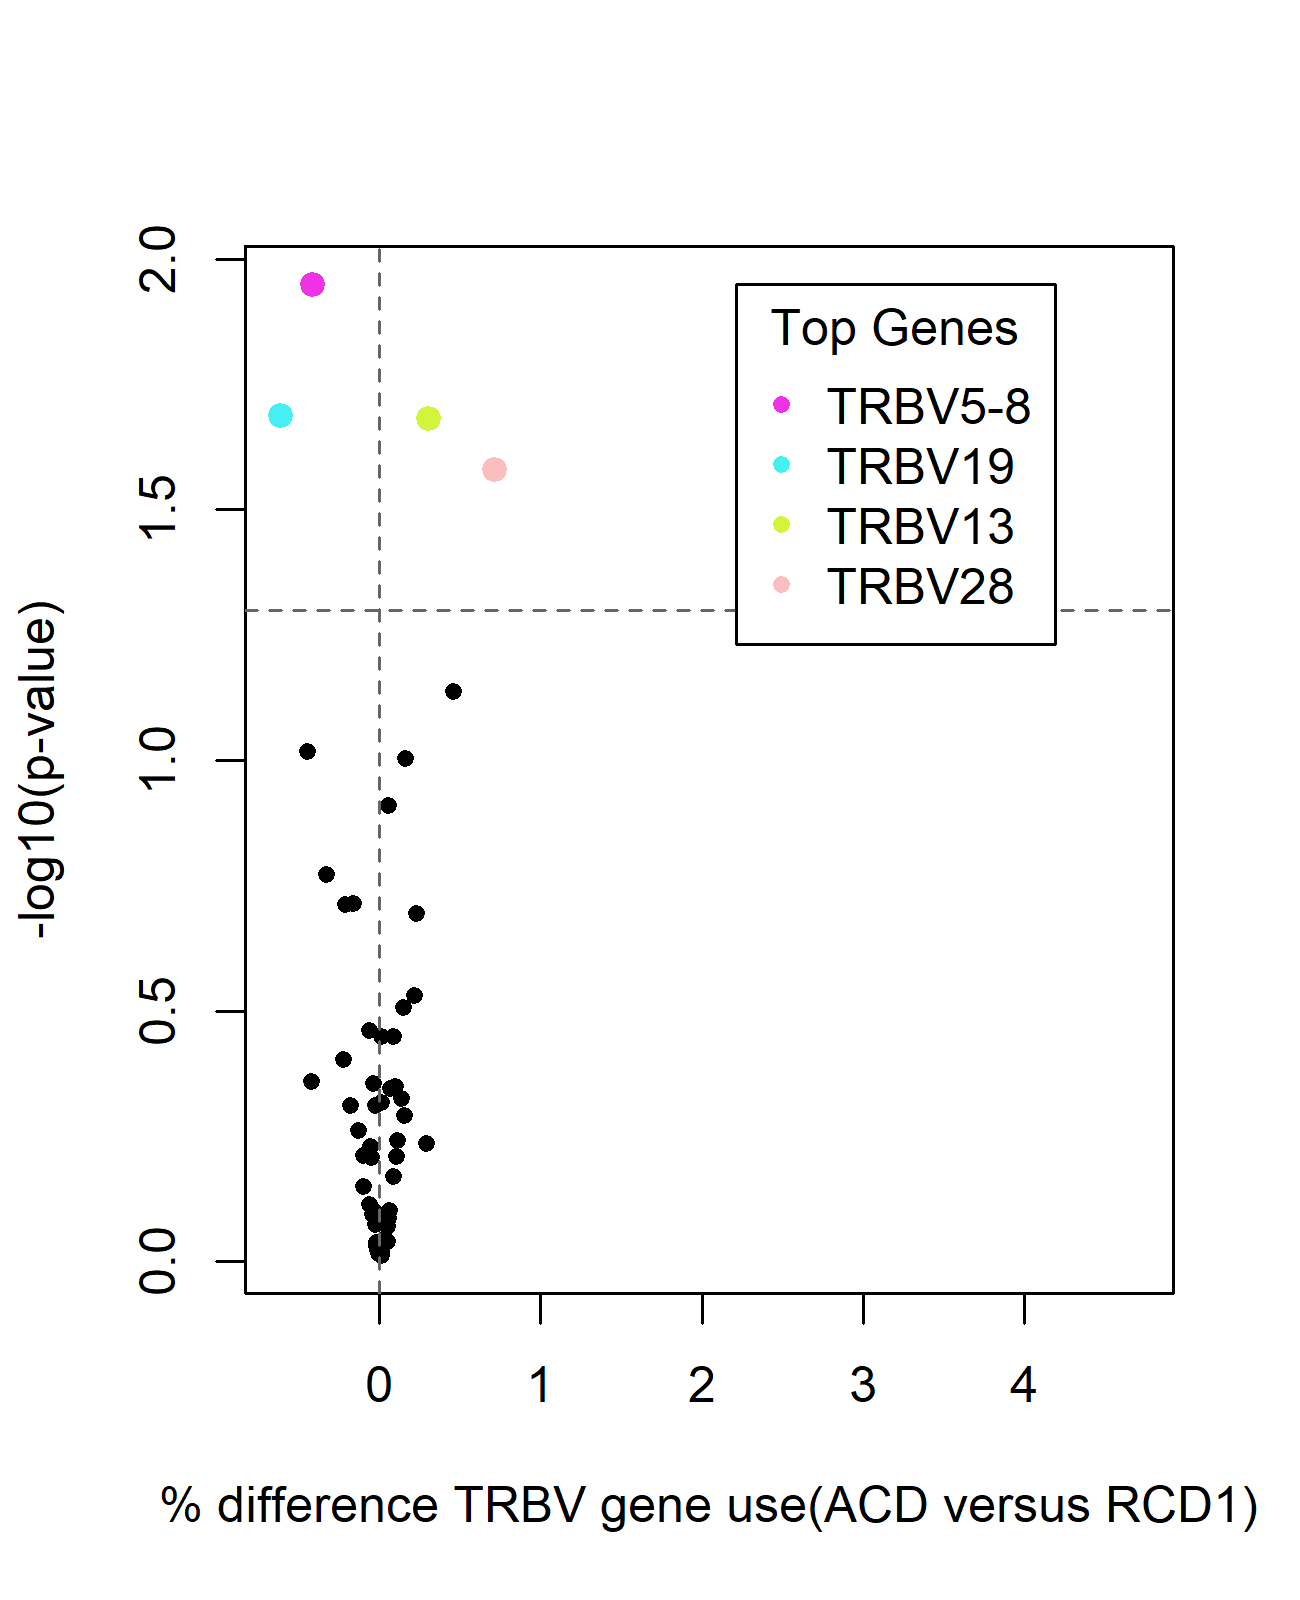 2.0
1.5
1.0
0.5
0.0
-log10(p-value)
Top Genes
TRBV5-8
TRBV19
TRBV13
TRBV28
0 1 2 3 4
% difference TRBV gene use(ACD versus RCD1)